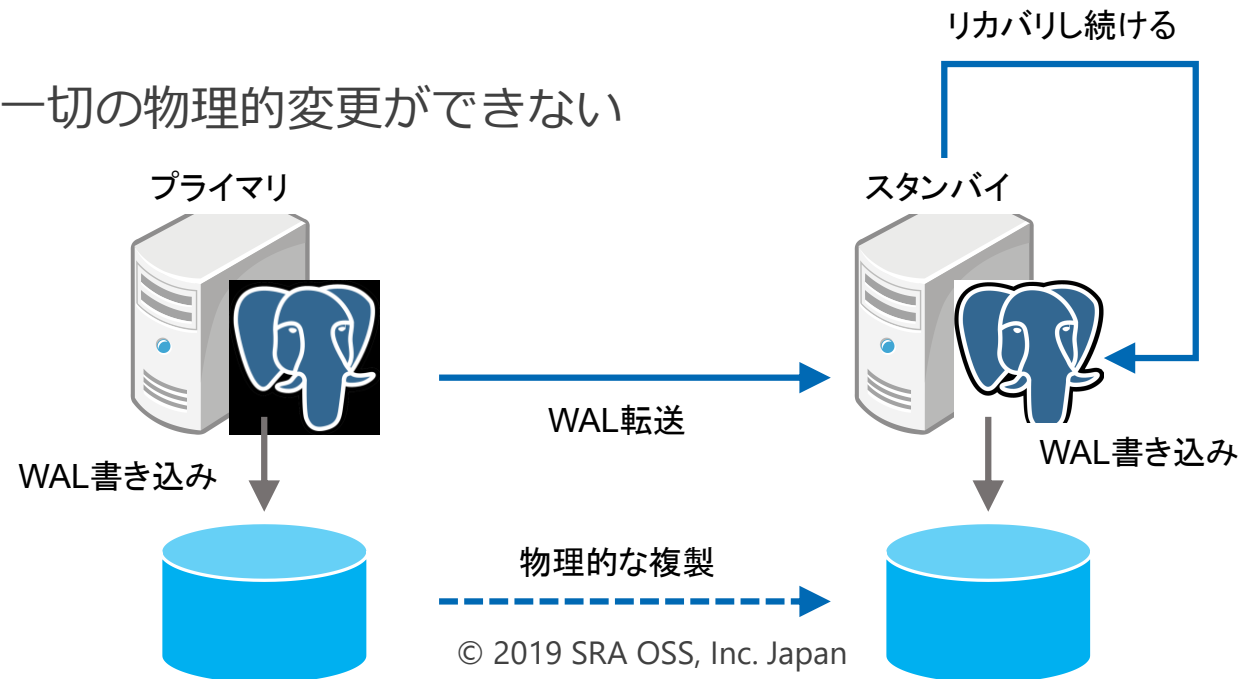 リカバリし続ける
一切の物理的変更ができない
プライマリ
スタンバイ
WAL転送
WAL書き込み
WAL書き込み
物理的な複製
© 2019 SRA OSS, Inc. Japan